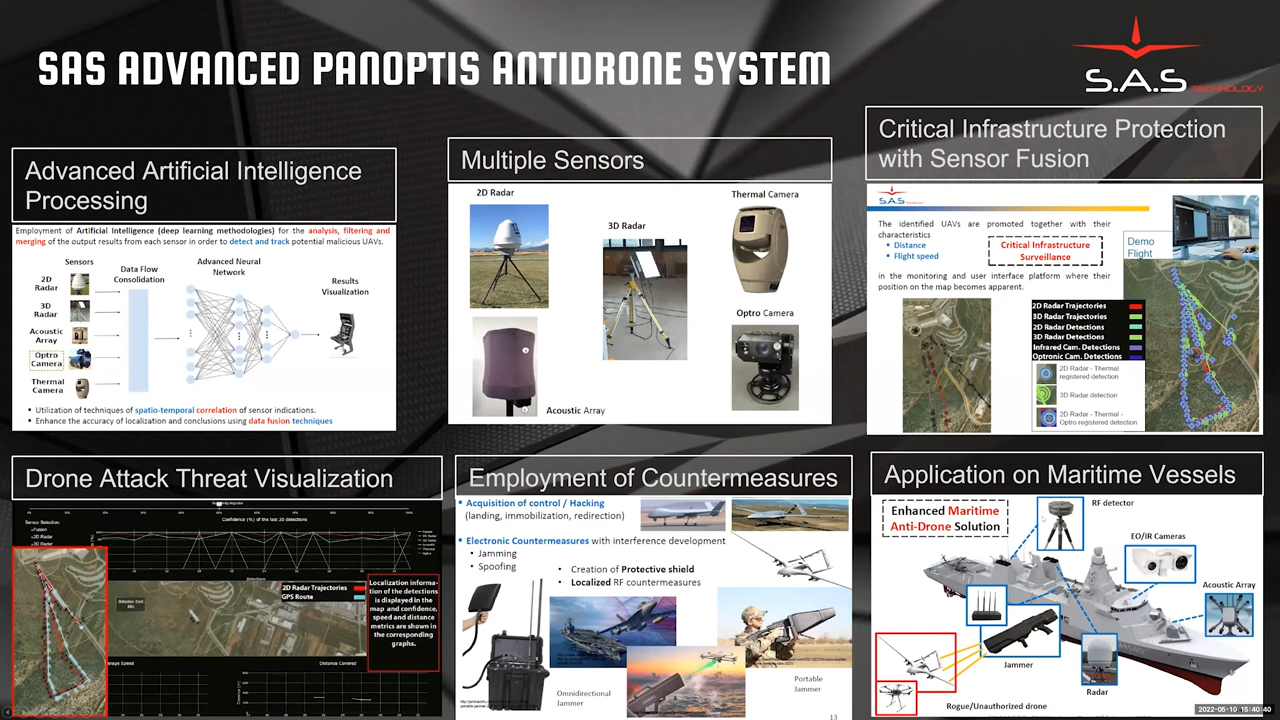 SAS ADVANCED PANOPTIS ANTIDRONE SYSTEM
S.A.S
TECHNOLOGY
Advanced Artificial Intelligence
Processing
Employment of Artificial Intelligence (deep learning methodologies) for the analysis, filtering and
merging of the output results from each sensor in order to detect and track potential malicious UAVs.
Sensors
Data Flow
Consolidation
Advanced Neural
Network
Results
Visualization
2D
Radar
3D
Radar
Acoustic
Array
Optro
Camera
Thermal
Camera
Utilization of techniques of spatio-temporal correlation of sensor indications.
Enhance the accuracy of localization and conclusions using data fusion techniques
Multiple Sensors
2D Radar
3D Radar
Thermal Camera
Optro Camera
Acoustic Array
Critical Infrastructure Protection
with Sensor Fusion
S.A.S
The identified UAVs are promoted together with their
characteristics
Distance
Flight speed
Critical Infrastructure
Surveillance
in the monitoring and user interface platform where their
position on the map becomes apparent.
Demo
Flight
2D Radar Trajectories
3D Radar Trajectories
2D Radar Detections
3D Radar Detections
Infrared Cam. Detections
Optronic Cam. Detections
2D Radar - Thermal
registered detection
3D Radar detection
2D Radar - Thermal -
Optro registered detection
Drone Attack Threat Visualization
Sensor Selection:
Fusion
2D Radar
3D Radar
Confidence (%) of the last 20 detections
Detections
2D Radar Trajectories
GPS Route
Localization informa-
tion of the detections
is displayed in the
map and confidence,
speed and distance
metrics are shown in
the corresponding
graphs.
erage Speed
Distance Covered
Employment of Countermeasures
Acquisition of control / Hacking
(landing, immobilization, redirection)
Electronic Countermeasures with interference development
Jamming
Spoofing
Creation of Protective shield
Localized RF countermeasures
Omnidirectional
Jammer
Portable
Jammer
13
Application on Maritime Vessels
Enhanced Maritime
Anti-Drone Solution
RF detector
EO/IR Cameras
Acoustic Array
Jammer
Radar
Rogue/Unauthorized drone
2022-05-10 15:40:40